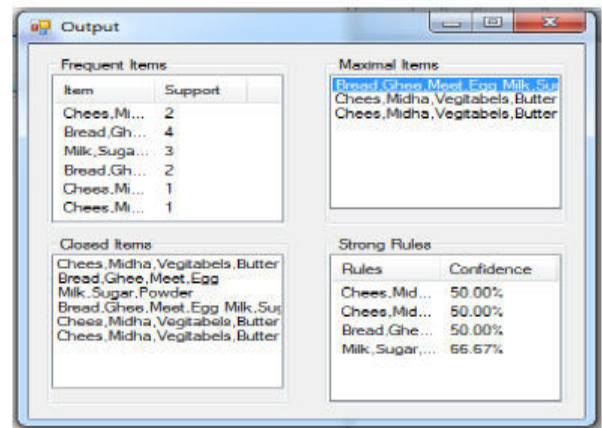 Output
Frequent Items
Item Support
Chees,Mi... 2
Bread,Gh... 4
Milk,Suga... 3
Bread,Gh... 2
Chees,Mi... 1
Chees,Mi... 1
Maximal Items
Bread,Ghee,Meet,Egg Milk,Su
Chees,Midha,Vegitabels,Butter
Chees,Midha,Vegitabels,Butter
Closed Items
Chees,Midha,Vegitabels,Butter
Bread,Ghee,Meet,Egg
Milk,Sugar,Powder
Bread,Ghee,Meet,Egg Milk,Sug
Chees,Midha,Vegitabels,Butter
Chees,Midha,Vegitabels,Butter
Strong Rules
Rules Confidence
Chees,Mid... 50.00%
Chees,Mid... 50.00%
Bread,Ghe... 50.00%
Milk,Sugar,... 66.67%